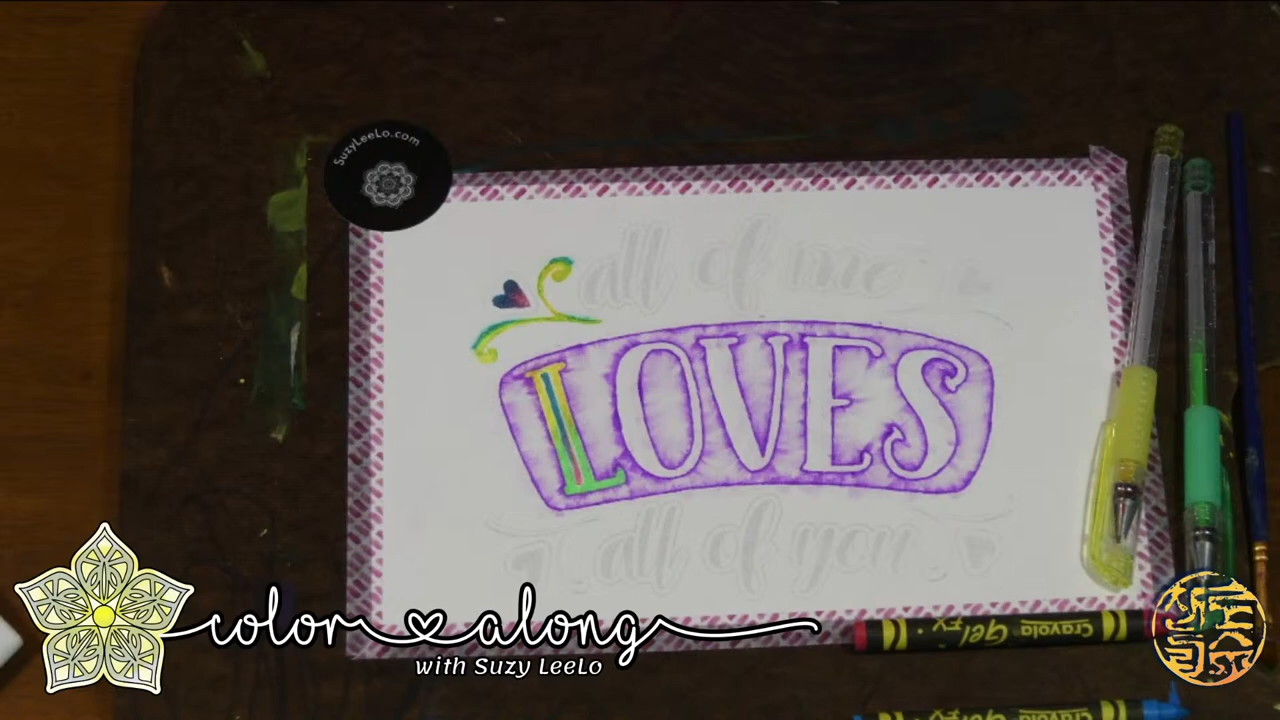 SuzyLeeLo.com
all of me
LOVES
all of you
color along
with Suzy LeeLo
Crayola Gel FX